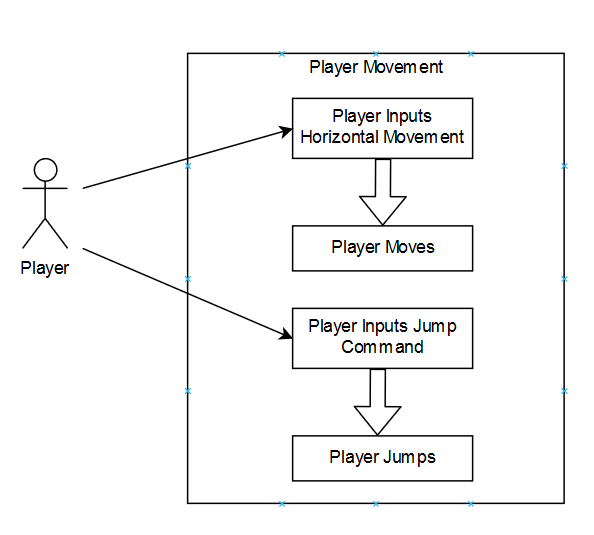 Player Movement
Player Inputs
Horizontal Movement
Player Moves
Player
Player Inputs Jump
Command
Player Jumps